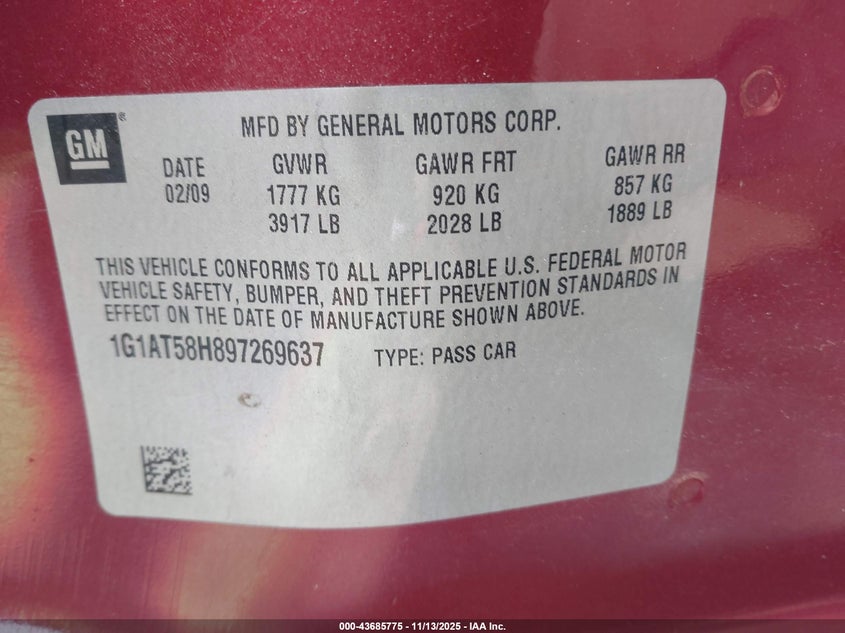 GM®
MFD BY GENERAL MOTORS CORP.
DATE GVWR GAWR FRT GAWR RR
02/09 1777 KG 920 KG 857 KG
3917 LB 2028 LB 1889 LB
THIS VEHICLE CONFORMS TO ALL APPLICABLE U.S. FEDERAL MOTOR
VEHICLE SAFETY, BUMPER, AND THEFT PREVENTION STANDARDS IN
EFFECT ON THE DATE OF MANUFACTURE SHOWN ABOVE.
1G1AT58H897269637 TYPE: PASS CAR
000-43685775 - 11/13/2025 - IAA Inc.